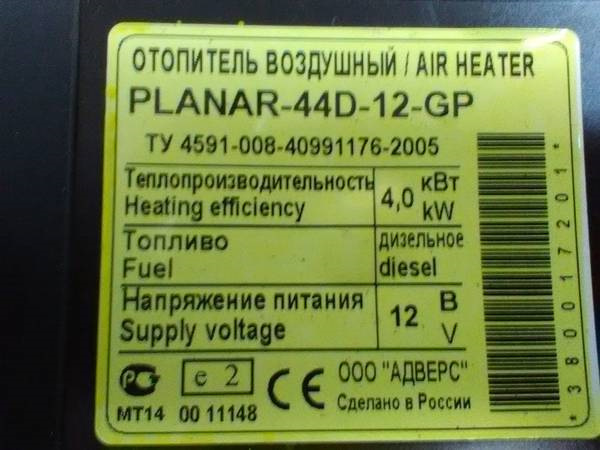 ОТОПИТЕЛЬ ВОЗДУШНЫЙ / AIR HEATER
PLANAR-44D-12-GP
ТУ 4591-008-40991176-2005
Теплопроизводительность
Heating efficiency
4,0 кВт
kW
Топливо
Fuel
дизельное
diesel
Напряжение питания
Supply voltage
12 В
V
РС e 2 CE
МТ14 00 11148
ООО "АДВЕРС"
Сделано в России
*3800017201*